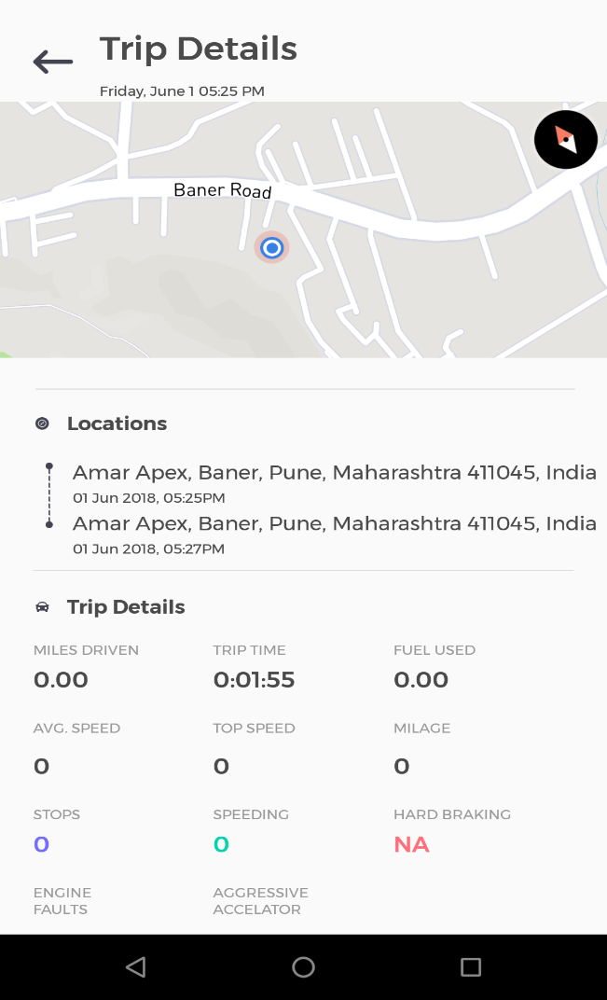 Trip Details
Friday, June 1 05:25 PM
Baner Road
Locations
Amar Apex, Baner, Pune, Maharashtra 411045, India
01 Jun 2018, 05:25PM
Amar Apex, Baner, Pune, Maharashtra 411045, India
01 Jun 2018, 05:27PM
Trip Details
MILES DRIVEN TRIP TIME FUEL USED
0.00 0:01:55 0.00
AVG. SPEED TOP SPEED MILAGE
0 0 0
STOPS SPEEDING HARD BRAKING
0 0 NA
ENGINE AGGRESSIVE
FAULTS ACCELATOR